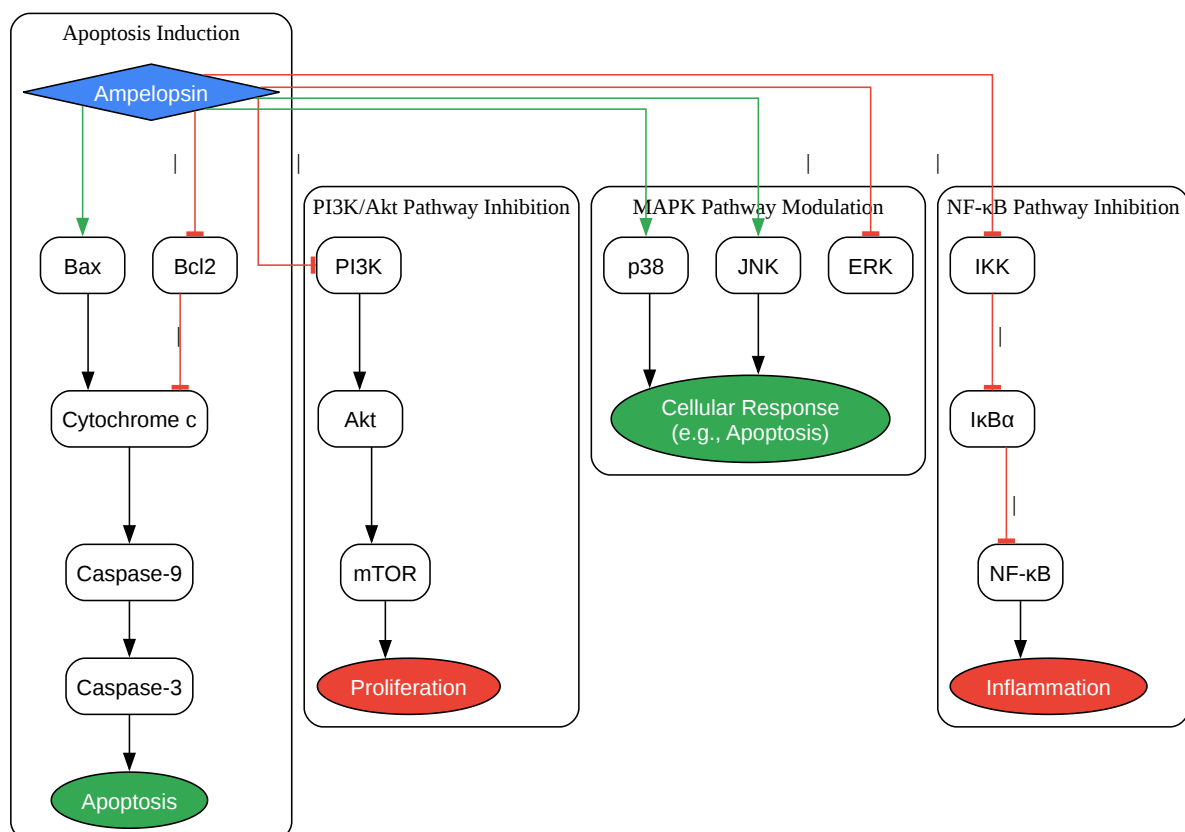 Apoptosis Induction
Ampelopsin
|
|
|
|
PI3K/Akt Pathway Inhibition
MAPK Pathway Modulation
NF-κB Pathway Inhibition
Bax
Bcl2
PI3K
p38
JNK
ERK
IKK
|
|
Cytochrome c
Akt
Cellular Response
(e.g., Apoptosis)
IκBα
|
Caspase-9
mTOR
NF-κB
Caspase-3
Proliferation
Inflammation
Apoptosis